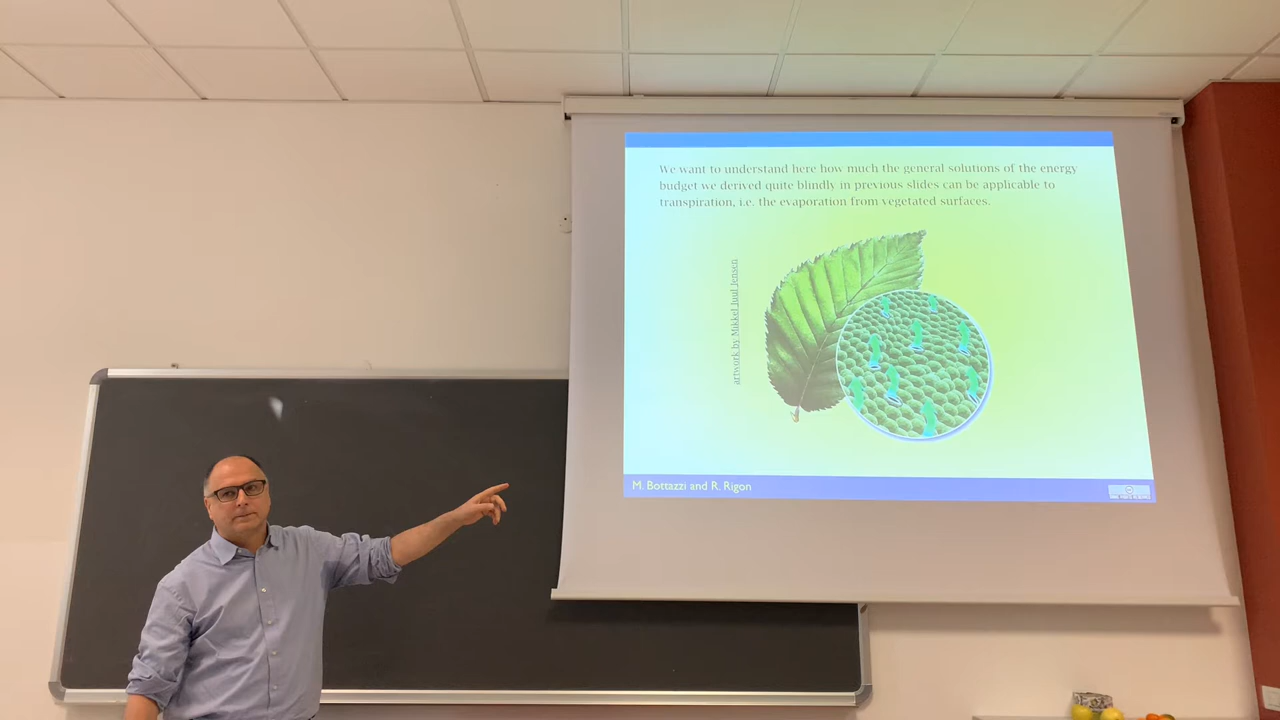 We want to understand here how much the general solutions of the energy
budget we derived quite blindly in previous slides can be applicable to
transpiration, i.e. the evaporation from vegetated surfaces.
artwork by Mikkel Juul Jensen
M. Bottazzi and R. Rigon